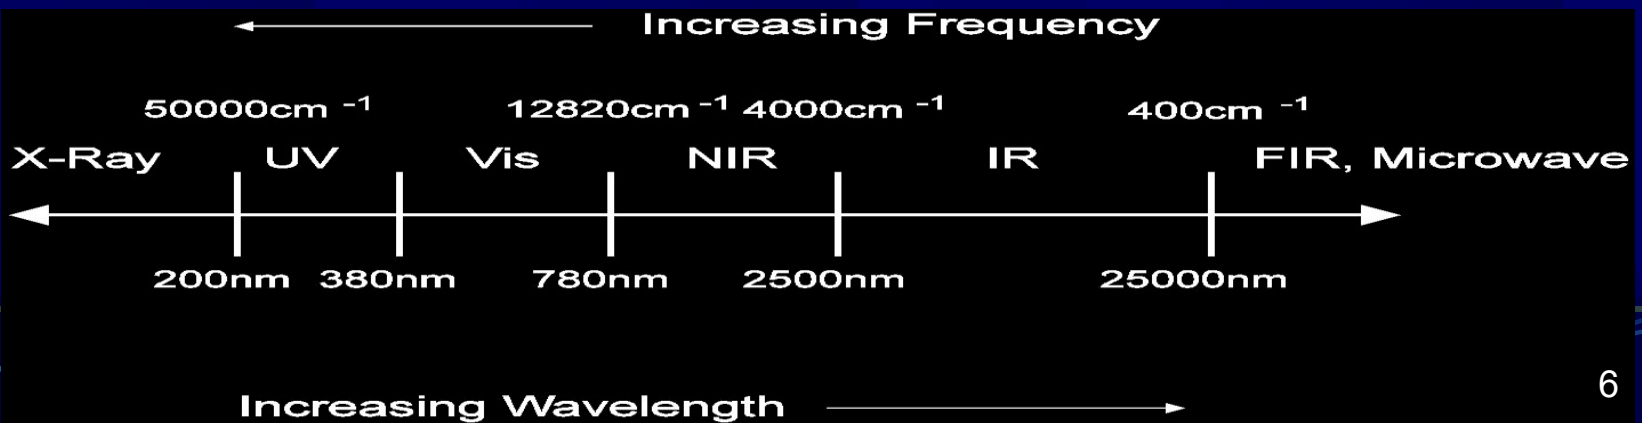 Increasing Frequency
50000cm -1 12820cm -1 4000cm -1 400cm -1
X-Ray UV Vis NIR IR FIR, Microwave
200nm 380nm 780nm 2500nm 25000nm
6
Increasing Wavelength